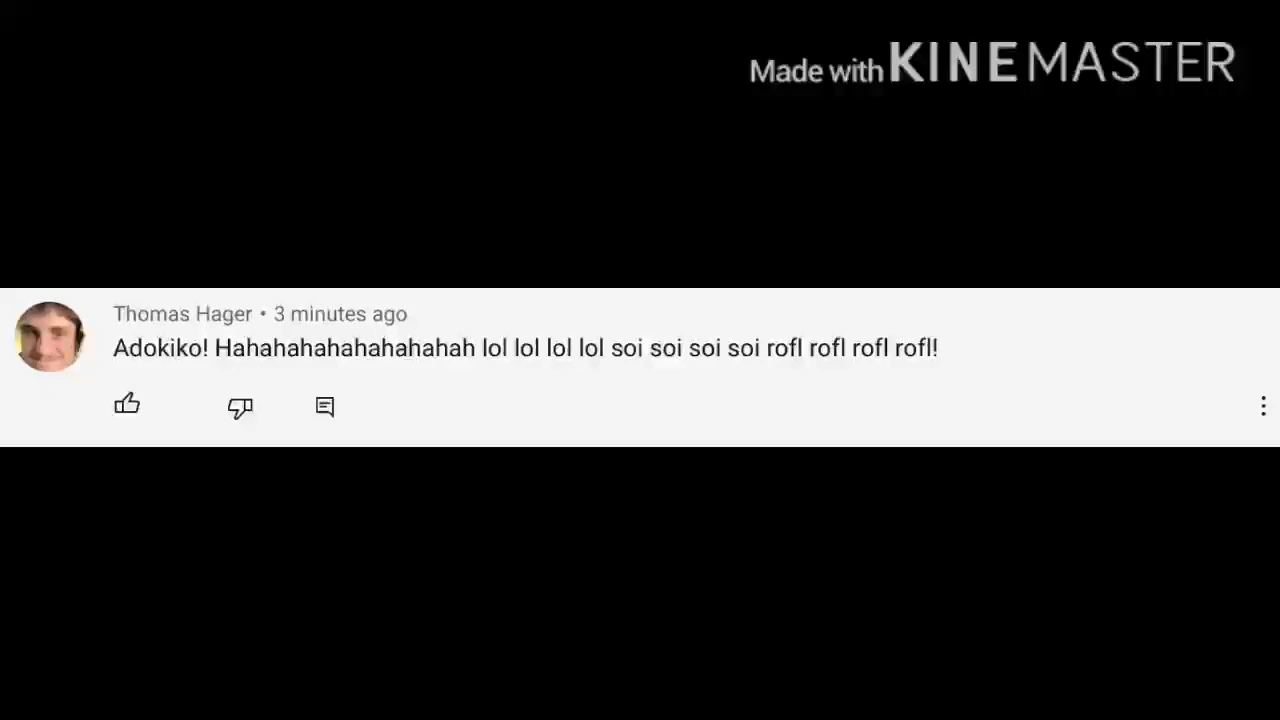 Made with KINEMASTER
Thomas Hager • 3 minutes ago
Adokiko! Hahahahahahahahahah lol lol lol lol soi soi soi soi rofl rofl rofl rofl!